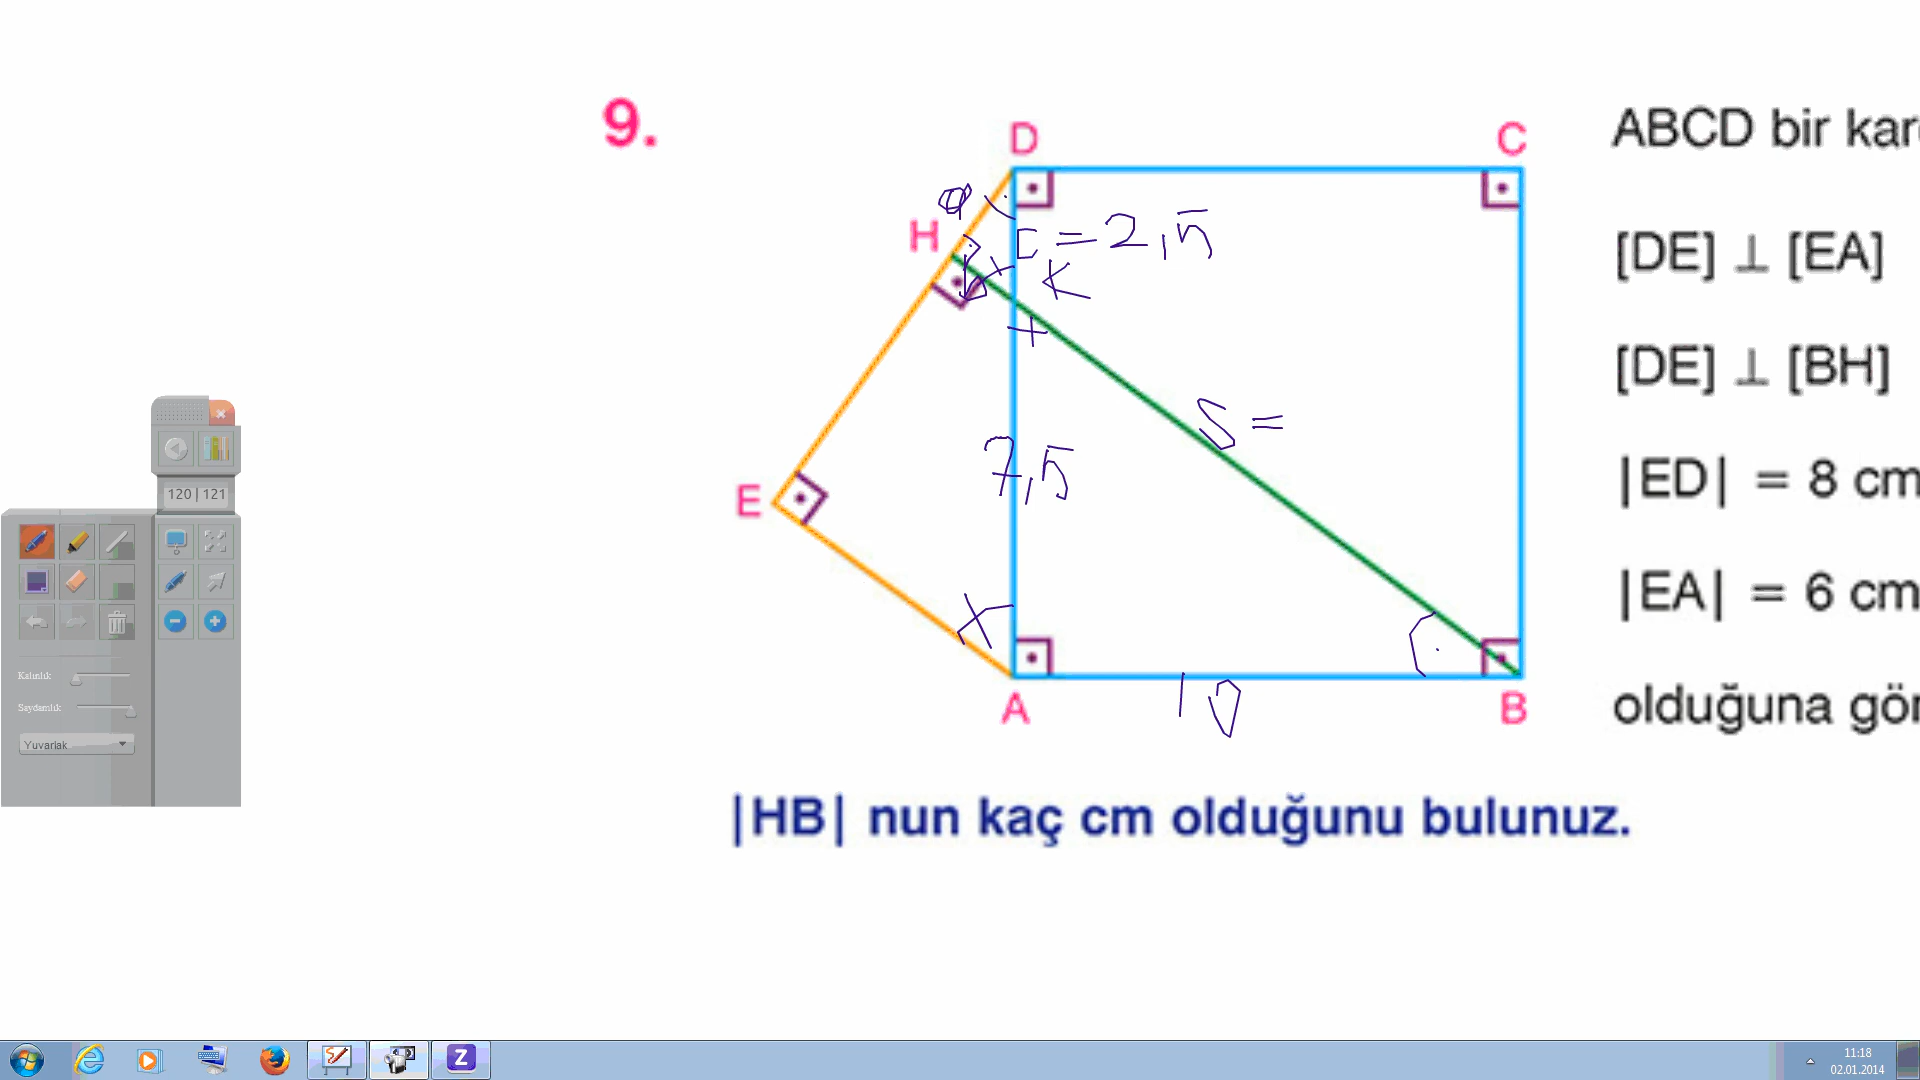 9.
D
C
ABCD bir kar
H
K
c = 2,5
b
[DE] ⊥ [EA]
[DE] ⊥ [BH]
S =
7,5
E
|ED| = 8 cm
|EA| = 6 cm
A
10
B
olduğuna gör
|HB| nun kaç cm olduğunu bulunuz.
120 | 121
Kalınlık
Saydamlık
Yuvarlak
Z
11:18
02.01.2014